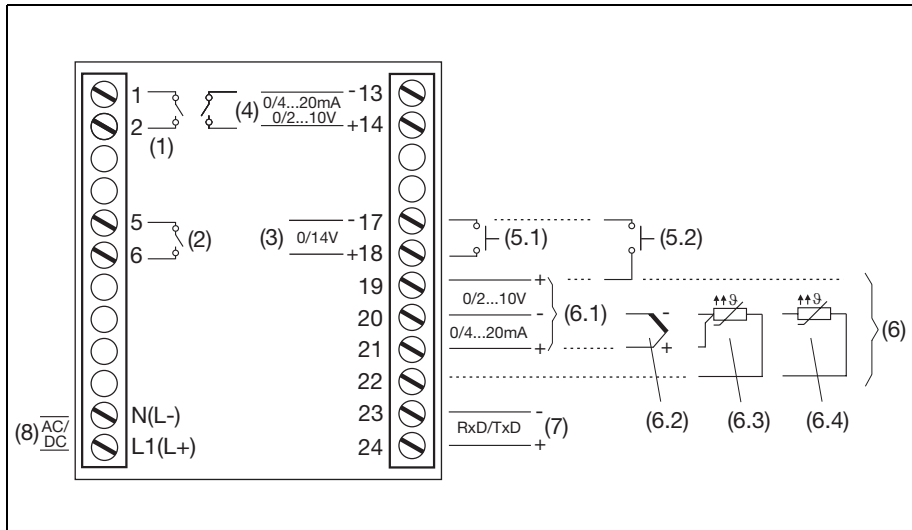 1 (4) 0/4...20mA - 13
2 (1) 0/2...10V +14
5 (2) (3) 0/14V - 17 (5.1) (5.2)
6 +18
19 +
0/2...10V (6.1)
20 - - ϑ ϑ (6)
0/4...20mA
21 + +
22
N(L-) 23 - (6.2) (6.3) (6.4)
(8) AC/ DC RxD/TxD (7)
L1(L+) 24 +